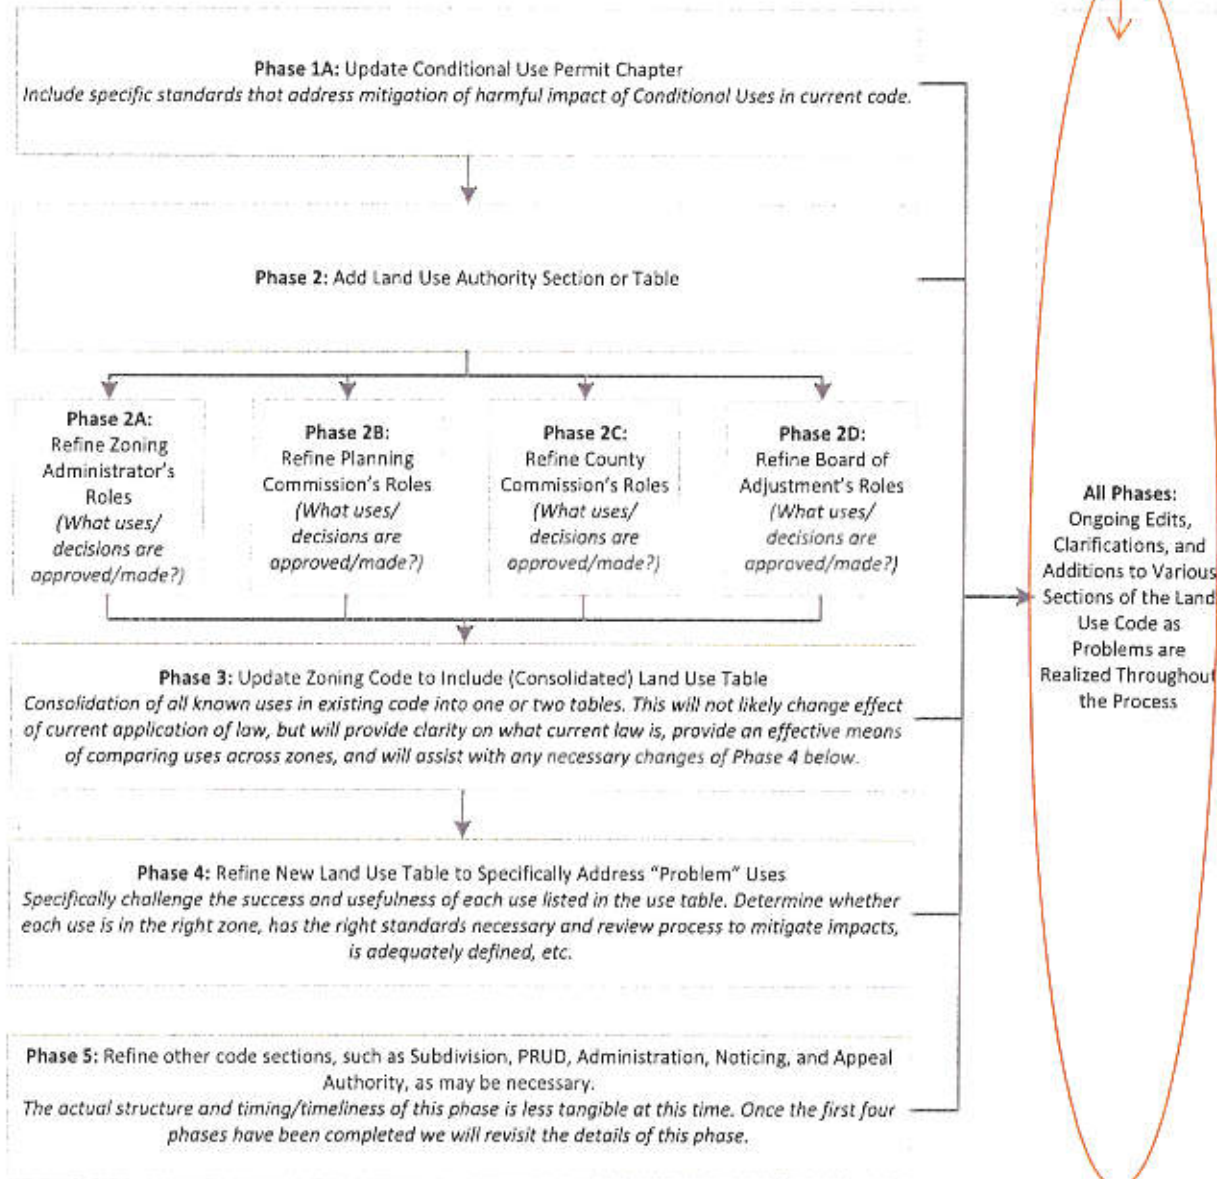 Phase 1A: Update Conditional Use Permit Chapter
Include specific standards that address mitigation of harmful impact of Conditional Uses in current code.
Phase 2: Add Land Use Authority Section or Table
Phase 2A:
Refine Zoning
Administrator's
Roles
(What uses/
decisions are
approved/made?)
Phase 2B:
Refine Planning
Commission's Roles
(What uses/
decisions are
approved/made?)
Phase 2C:
Refine County
Commission's Roles
(What uses/
decisions are
approved/made?)
Phase 2D:
Refine Board of
Adjustment's Roles
(What uses/
decisions are
approved/made?)
Phase 3: Update Zoning Code to Include (Consolidated) Land Use Table
Consolidation of all known uses in existing code into one or two tables. This will not likely change effect
of current application of law, but will provide clarity on what current law is, provide an effective means
of comparing uses across zones, and will assist with any necessary changes of Phase 4 below.
Phase 4: Refine New Land Use Table to Specifically Address "Problem" Uses
Specifically challenge the success and usefulness of each use listed in the use table. Determine whether
each use is in the right zone, has the right standards necessary and review process to mitigate impacts,
is adequately defined, etc.
Phase 5: Refine other code sections, such as Subdivision, PRUD, Administration, Noticing, and Appeal
Authority, as may be necessary.
The actual structure and timing/timeliness of this phase is less tangible at this time. Once the first four
phases have been completed we will revisit the details of this phase.
All Phases:
Ongoing Edits,
Clarifications, and
Additions to Various
Sections of the Land
Use Code as
Problems are
Realized Throughout
the Process